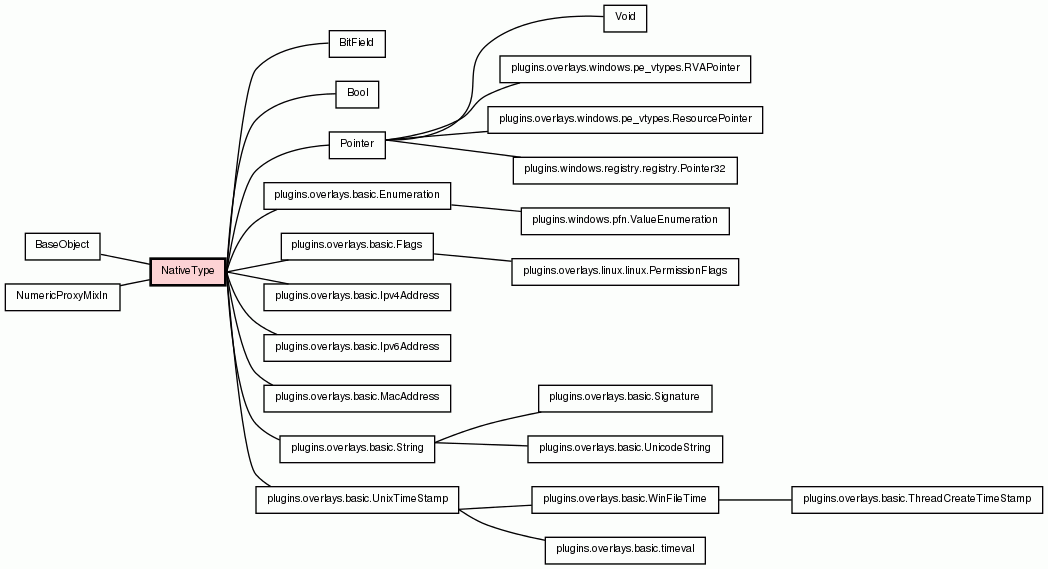 Void
BitField
plugins.overlays.windows.pe_vtypes.RVAPointer
Bool
plugins.overlays.windows.pe_vtypes.ResourcePointer
Pointer
plugins.windows.registry.registry.Pointer32
plugins.overlays.basic.Enumeration
plugins.windows.pfn.ValueEnumeration
BaseObject
plugins.overlays.basic.Flags
NativeType
plugins.overlays.linux.linux.PermissionFlags
NumericProxyMixIn
plugins.overlays.basic.Ipv4Address
plugins.overlays.basic.Ipv6Address
plugins.overlays.basic.MacAddress
plugins.overlays.basic.Signature
plugins.overlays.basic.String
plugins.overlays.basic.UnicodeString
plugins.overlays.basic.UnixTimeStamp
plugins.overlays.basic.WinFileTime
plugins.overlays.basic.ThreadCreateTimeStamp
plugins.overlays.basic.timeval